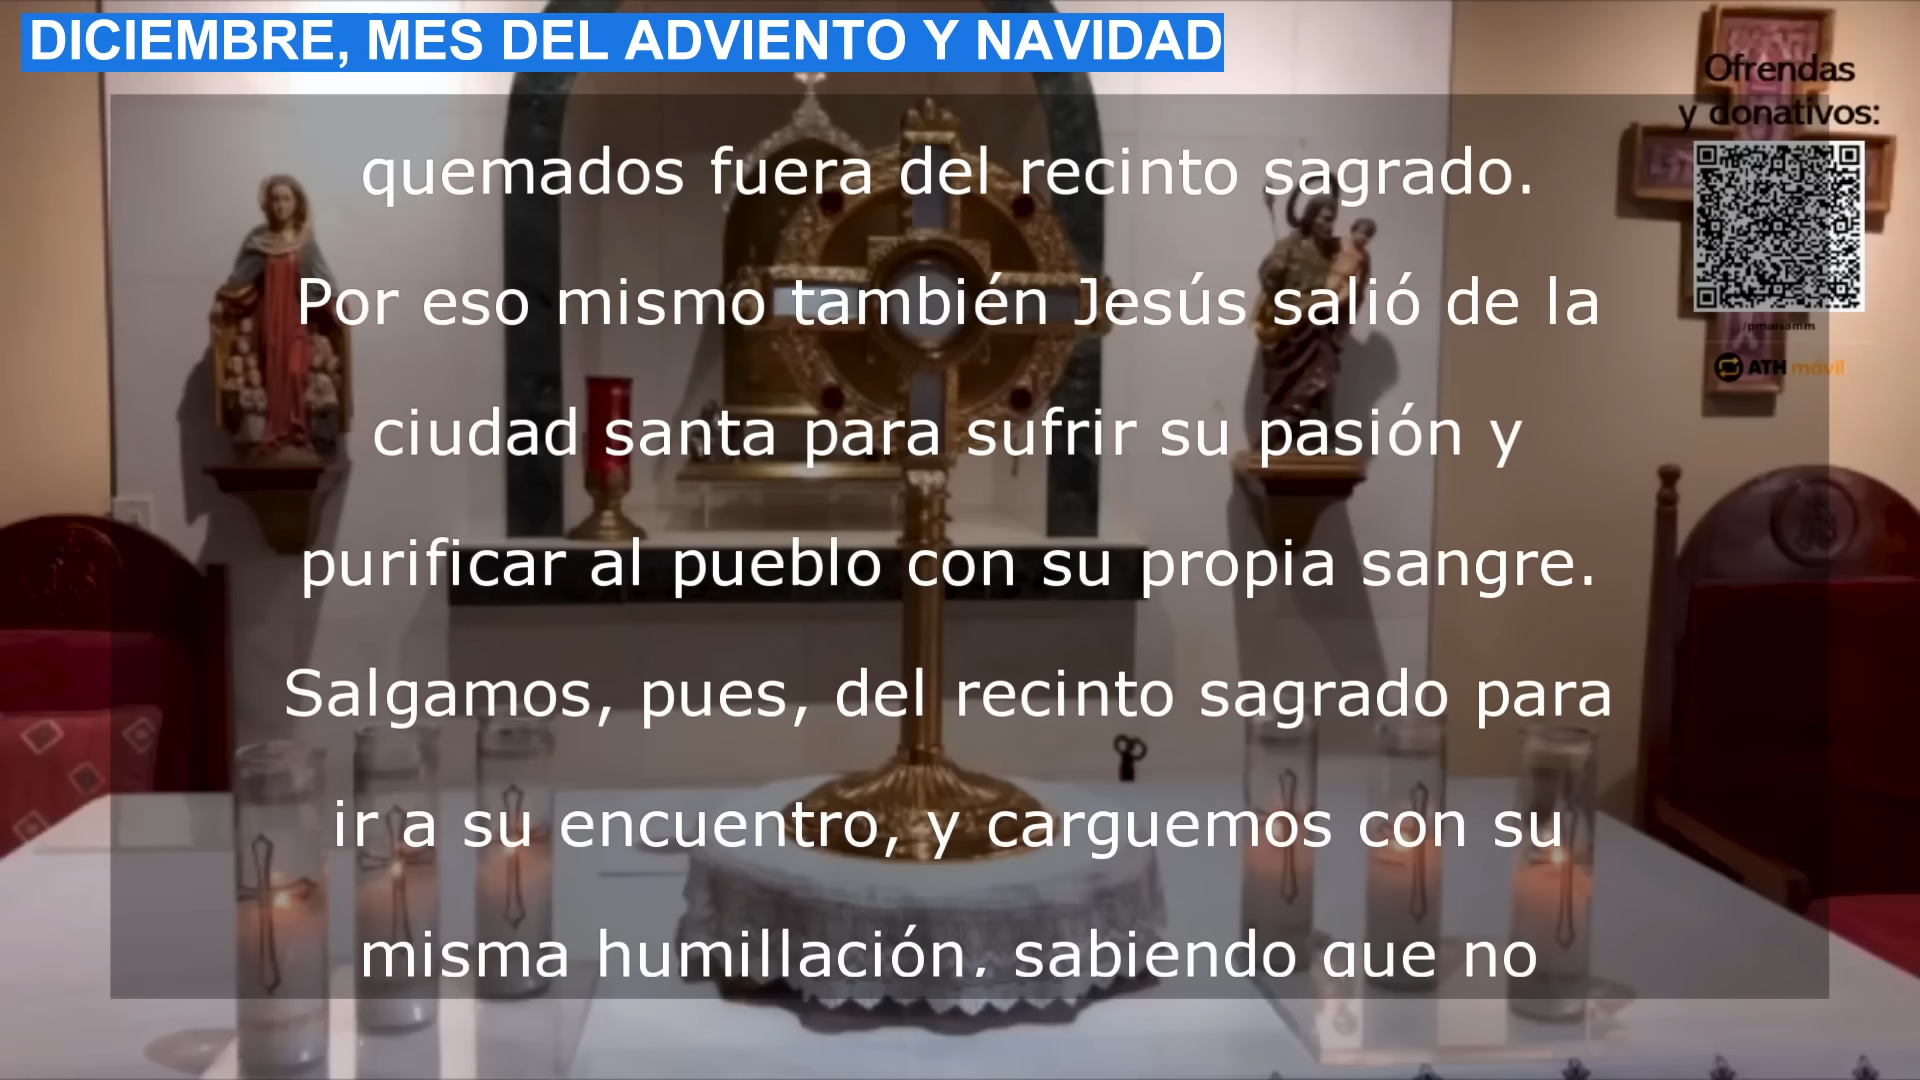 DICIEMBRE, MES DEL ADVIENTO Y NAVIDAD
Ofrendas
y donativos:
/pmariamm
ATH móvil
quemados fuera del recinto sagrado.
Por eso mismo también Jesús salió de la
ciudad santa para sufrir su pasión y
purificar al pueblo con su propia sangre.
Salgamos, pues, del recinto sagrado para
ir a su encuentro, y carguemos con su
misma humillación, sabiendo que no